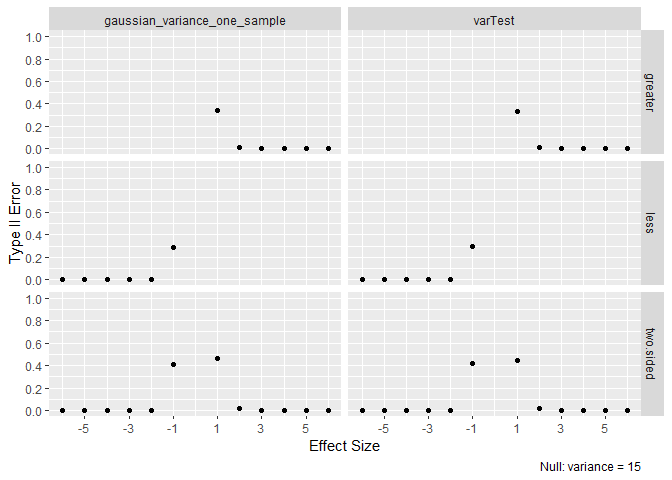 gaussian_variance_one_sample varTest
Type II Error
1.0
0.8
0.6
0.4
0.2
0.0
greater
1.0
0.8
0.6
0.4
0.2
0.0
less
1.0
0.8
0.6
0.4
0.2
0.0
two.sided
-5 -3 -1 1 3 5 -5 -3 -1 1 3 5
Effect Size
Null: variance = 15